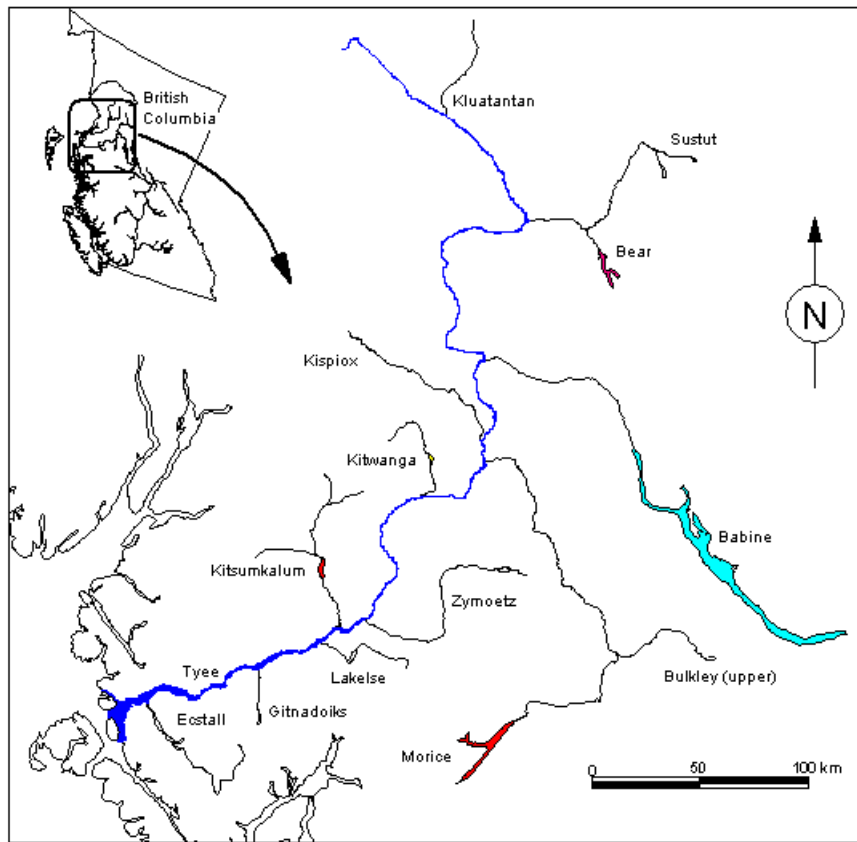 British
Columbia
Kluatantan
Sustut
Bear
N
Kispiox
Kitwanga
Kitsumkalum
Babine
Zymoetz
Tyee
Lakelse
Bulkley (upper)
Ecstall
Gitnadoiks
Morice
0 50 100 km